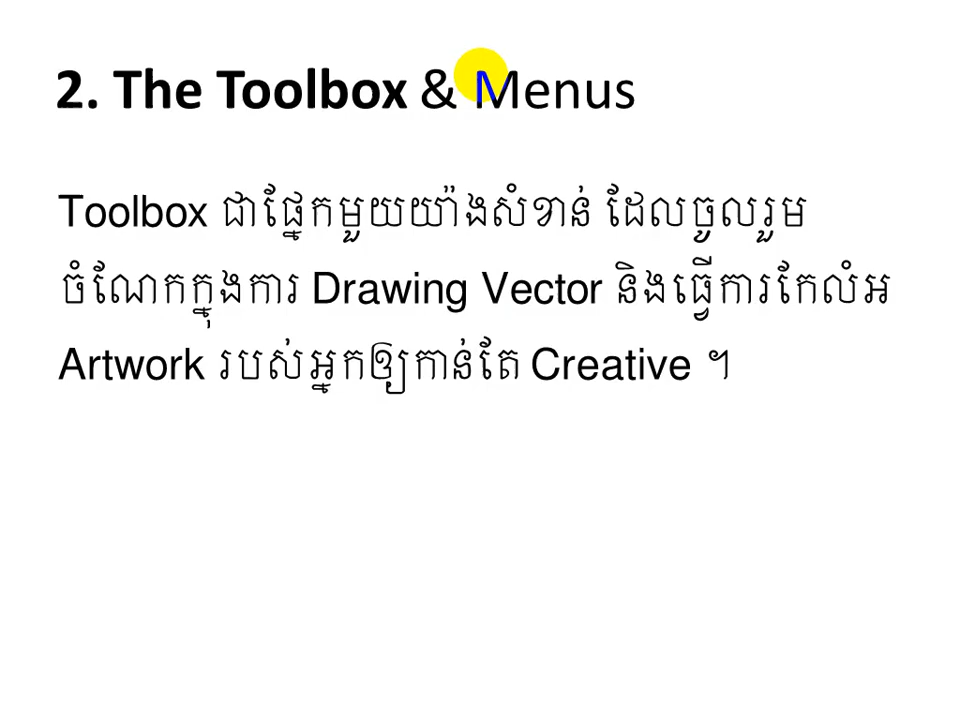 2. The Toolbox & Menus
Toolbox ជាផ្នែកមួយយ៉ាងសំខាន់ ដែលចូលរួម
ចំណែកក្នុងការ Drawing Vector និងធ្វើការកែលំអ
Artwork របស់អ្នកឲ្យកាន់តែ Creative ។